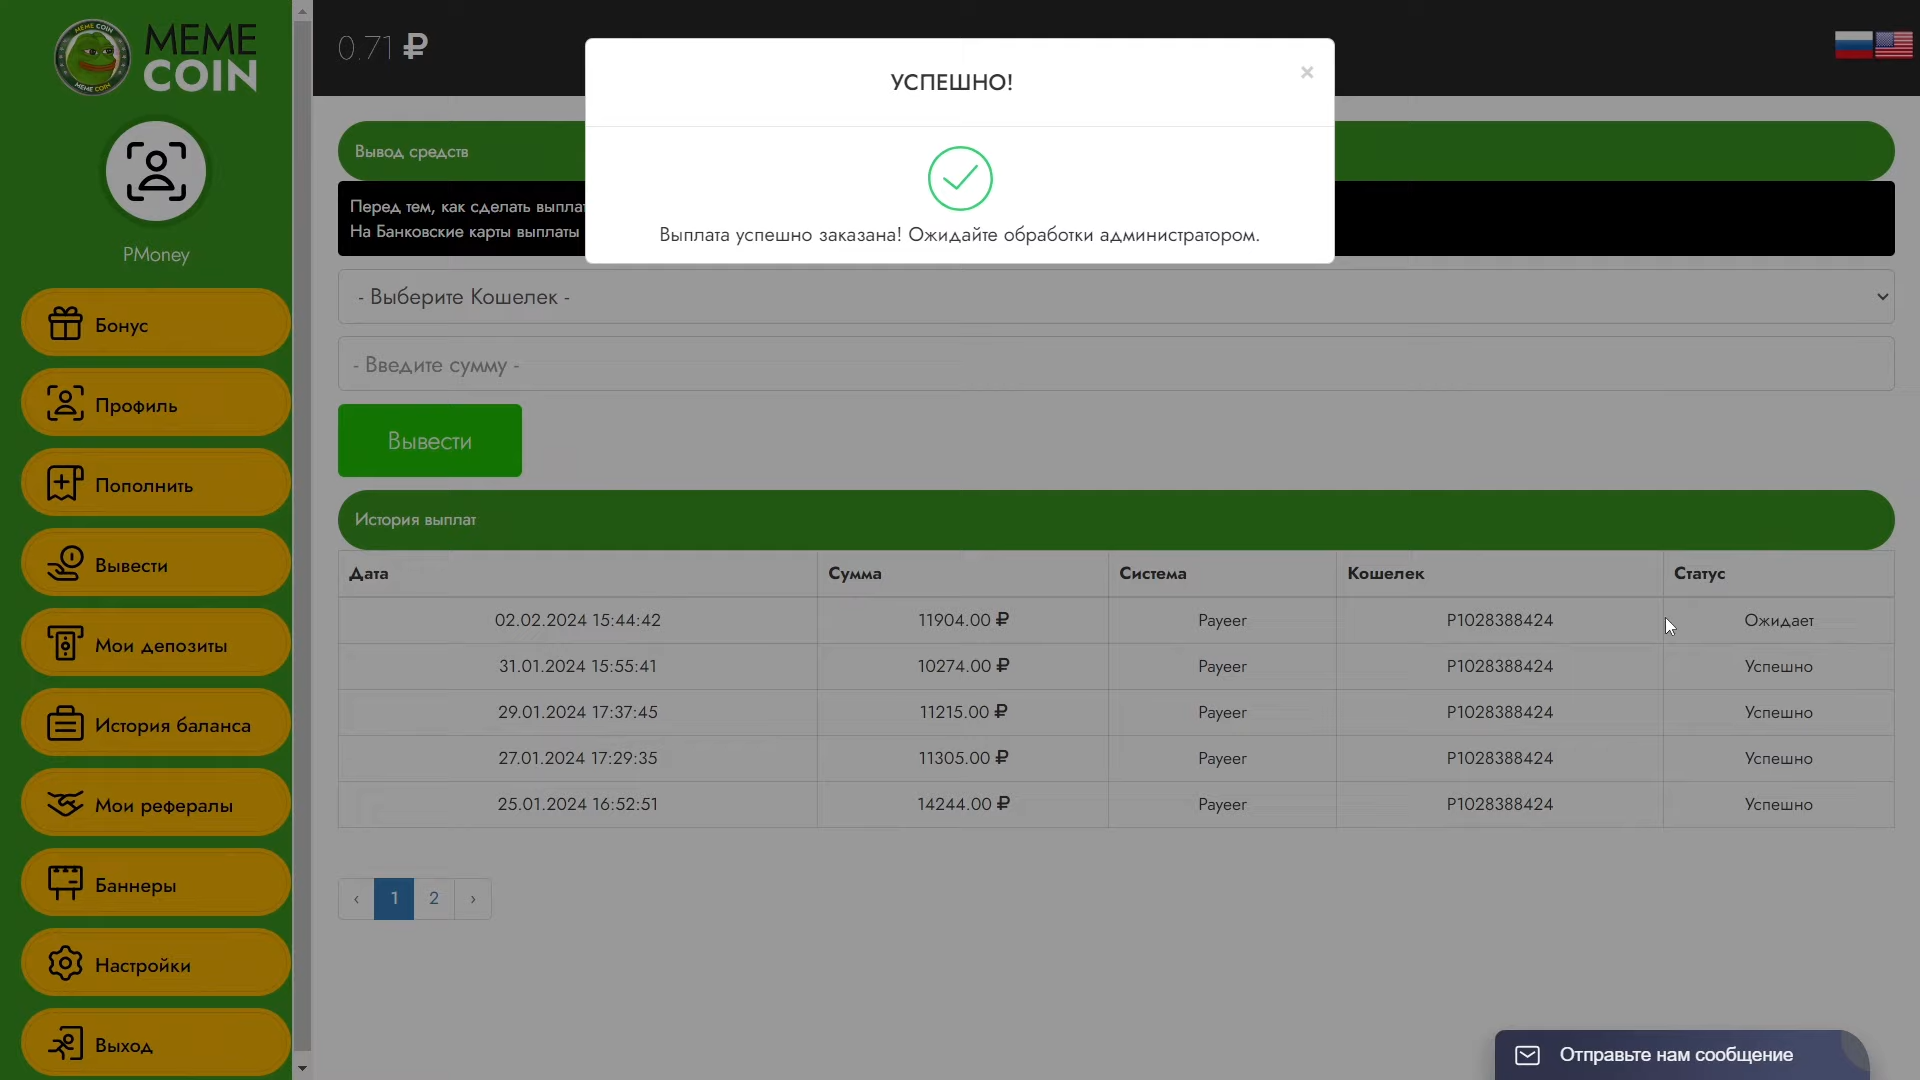 MEME
COIN
MEME COIN
MEME COIN
0.71 ₽
УСПЕШНО!
×
Выплата успешно заказана! Ожидайте обработки администратором.
PMoney
Бонус
Профиль
Пополнить
Вывести
Мои депозиты
История баланса
Мои рефералы
Баннеры
Настройки
Выход
Вывод средств
Перед тем, как сделать
На Банковские карты выплаты
- Выберите Кошелек -
- Введите сумму -
Вывести
История выплат
Дата Сумма Система Кошелек Статус
02.02.2024 15:44:42 11904.00 ₽ Payeer P1028388424 Ожидает
31.01.2024 15:55:41 10274.00 ₽ Payeer P1028388424 Успешно
29.01.2024 17:37:45 11215.00 ₽ Payeer P1028388424 Успешно
27.01.2024 17:29:35 11305.00 ₽ Payeer P1028388424 Успешно
25.01.2024 16:52:51 14244.00 ₽ Payeer P1028388424 Успешно
‹ 1 2 ›
Отправьте нам сообщение